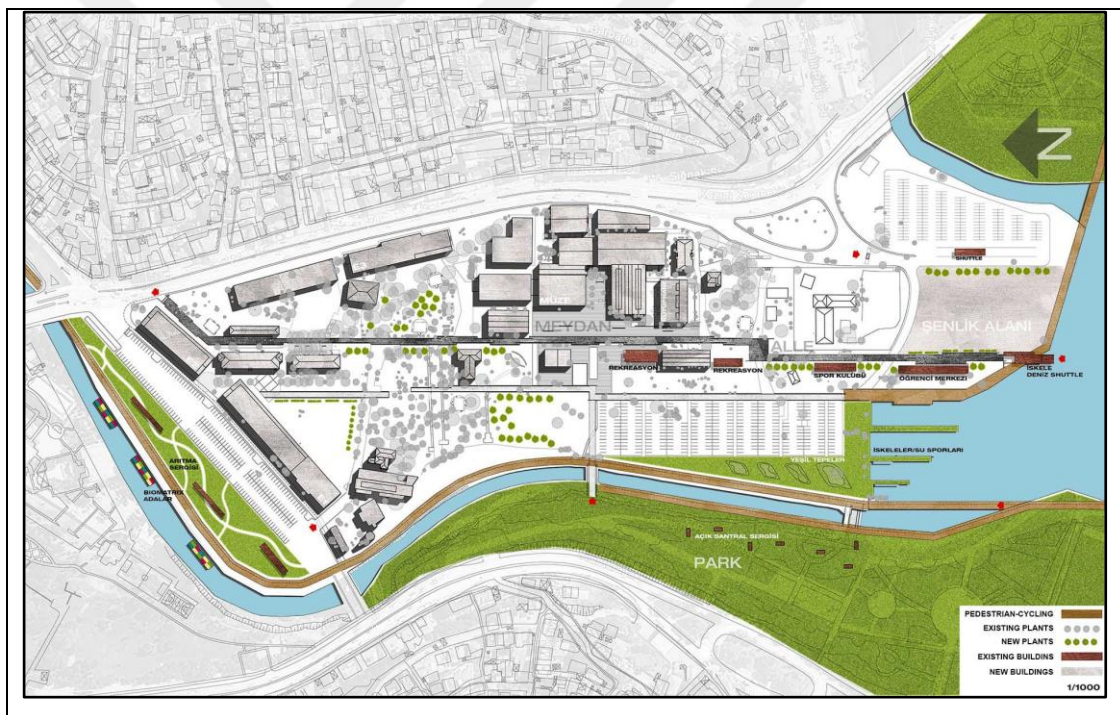 N
SHUTTLE
MÜZE
MEYDAN
ŞENLİK ALANI
ALLE
REKREASYON
REKREASYON
SPOR KULÜBÜ
ÖĞRENCİ MERKEZİ
İSKELE
DENİZ SHUTTLE
İSKELELER/SU SPORLARI
YEŞİL TEPELER
ARITMA
SERGİSİ
BIOMATRIX
ADALAR
AÇIK SANTRAL SERGİSİ
PARK
PEDESTRIAN-CYCLING
EXISTING PLANTS
NEW PLANTS
EXISTING BUILDINS
NEW BUILDINGS
1/1000